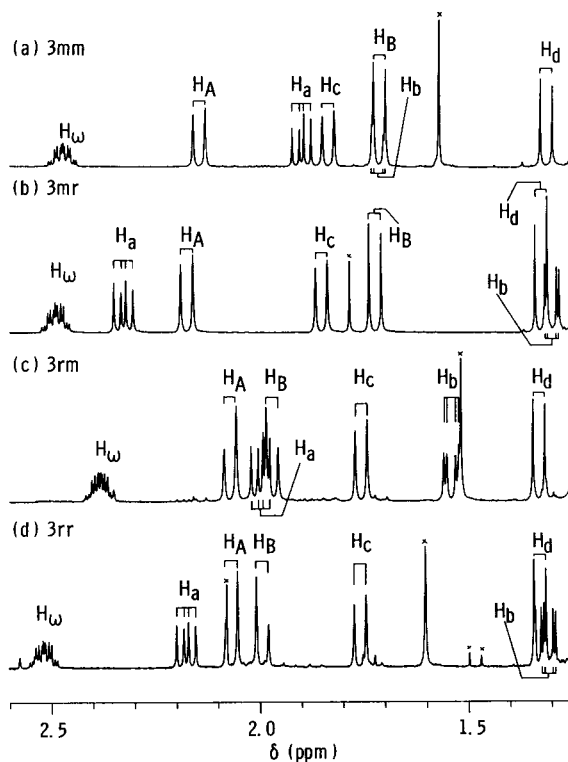 (a) 3mm
Hω
HA
Ha
Hc
HB
Hb
×
Hd
(b) 3mr
Hω
Ha
HA
Hc
×
HB
Hd
Hb
(c) 3rm
Hω
HA
HB
Ha
Hc
Hb
×
Hd
(d) 3rr
Hω
Ha
×
HA
HB
Hc
×
×
×
Hd
Hb
2.5 2.0 1.5
δ (ppm)